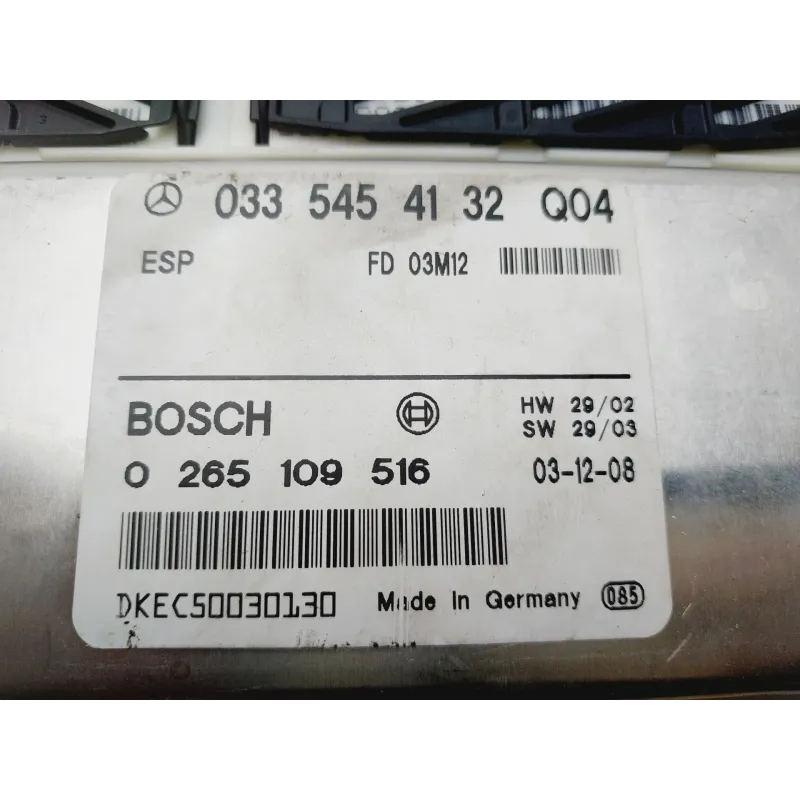 033 545 41 32 Q04
ESP FD 03M12
BOSCH HW 29/02
SW 29/03
0 265 109 516 03-12-08
DKEC50030130 Made in Germany 085